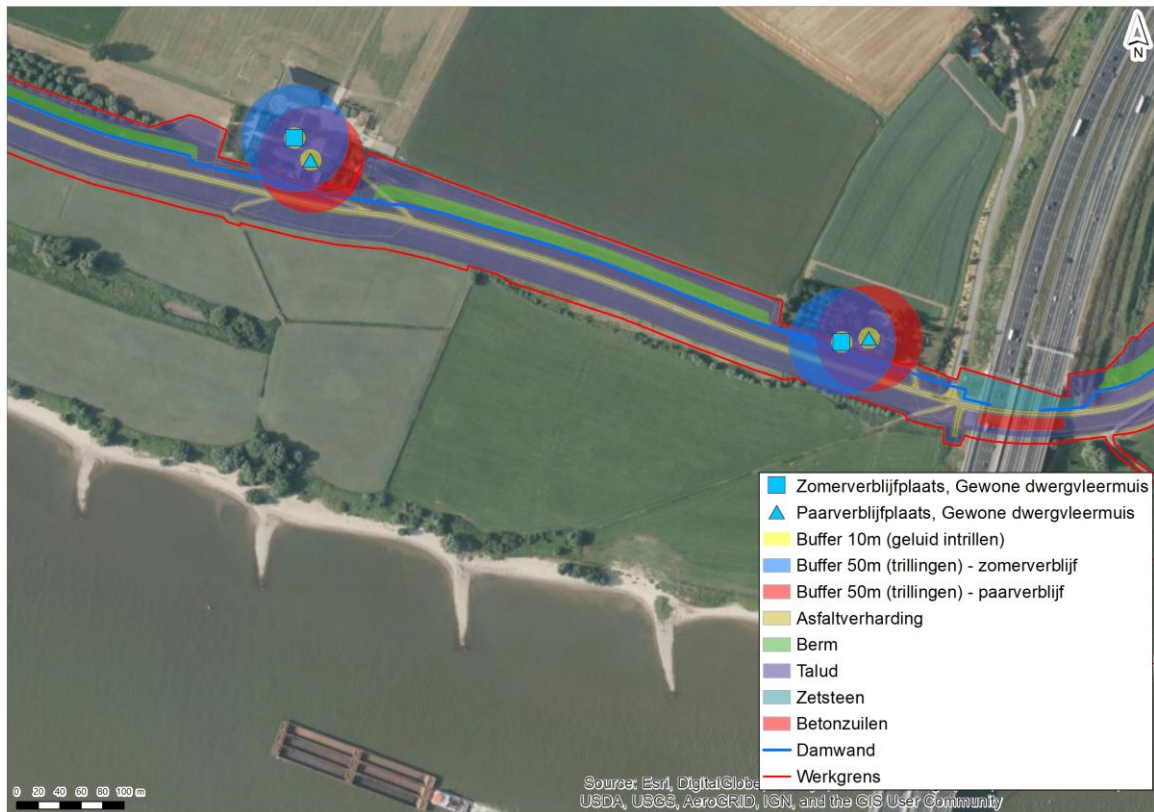 N
Zomerverblijfplaats, Gewone dwergvleermuis
Paarverblijfplaats, Gewone dwergvleermuis
Buffer 10m (geluid intrillen)
Buffer 50m (trillingen) - zomerverblijf
Buffer 50m (trillingen) - paarverblijf
Asfaltverharding
Berm
Talud
Zetsteen
Betonzuilen
Damwand
Werkgrens
0 20 40 60 80 100 m
Source: Esri, DigitalGlobe
USDA, USGS, AeroGRID, IGN, and the GIS User Community